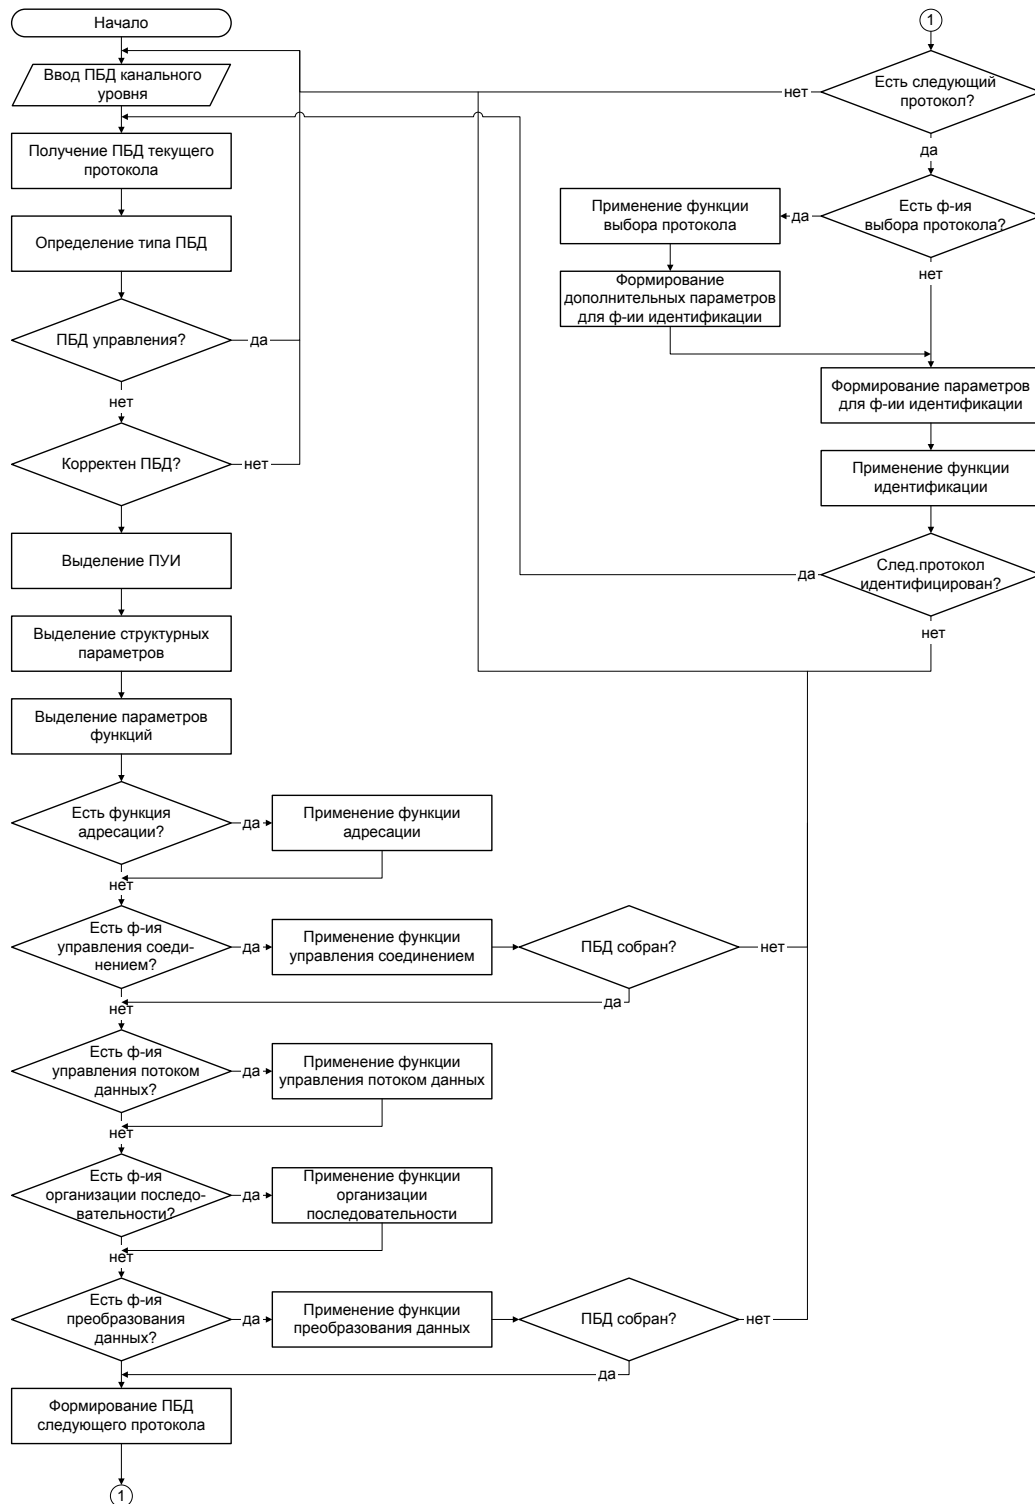 Начало
Ввод ПБД канального
уровня
Получение ПБД текущего
протокола
Определение типа ПБД
ПБД управления?
да
нет
Корректен ПБД?
нет
Выделение ПУИ
Выделение структурных
параметров
Выделение параметров
функций
Есть функция
адресации?
да
Применение функции
адресации
нет
Есть ф-ия
управления соеди-
нением?
да
Применение функции
управления соединением
ПБД собран?
нет
да
нет
Есть ф-ия
управления потоком
данных?
да
Применение функции
управления потоком данных
нет
Есть ф-ия
организации последо-
вательности?
да
Применение функции
организации
последовательности
нет
Есть ф-ия
преобразования
данных?
да
Применение функции
преобразования данных
ПБД собран?
нет
да
Формирование ПБД
следующего протокола
1
1
Есть следующий
протокол?
нет
да
Есть ф-ия
выбора протокола?
да
Применение функции
выбора протокола
Формирование
дополнительных параметров
для ф-ии идентификации
нет
Формирование параметров
для ф-ии идентификации
Применение функции
идентификации
След.протокол
идентифицирован?
да
нет